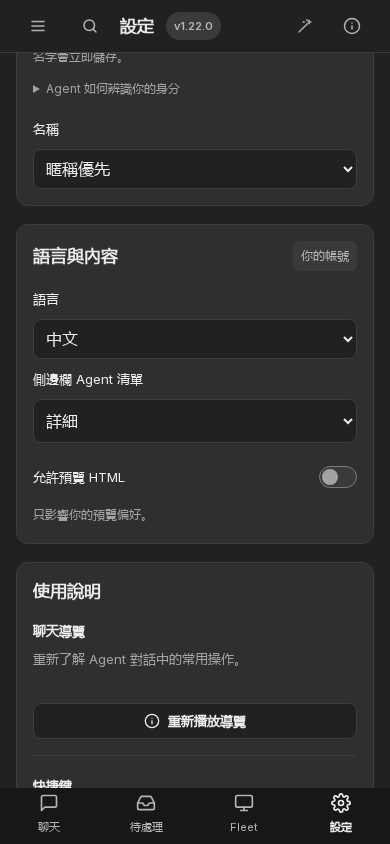 設定 v1.22.0
名字會立即儲存。
Agent 如何辨識你的身分
名稱
暱稱優先
語言與內容 你的帳號
語言
中文
側邊欄 Agent 清單
詳細
允許預覽 HTML
只影響你的預覽偏好。
使用說明
聊天導覽
重新了解 Agent 對話中的常用操作。
重新播放導覽
快捷鍵
聊天 待處理 Fleet 設定